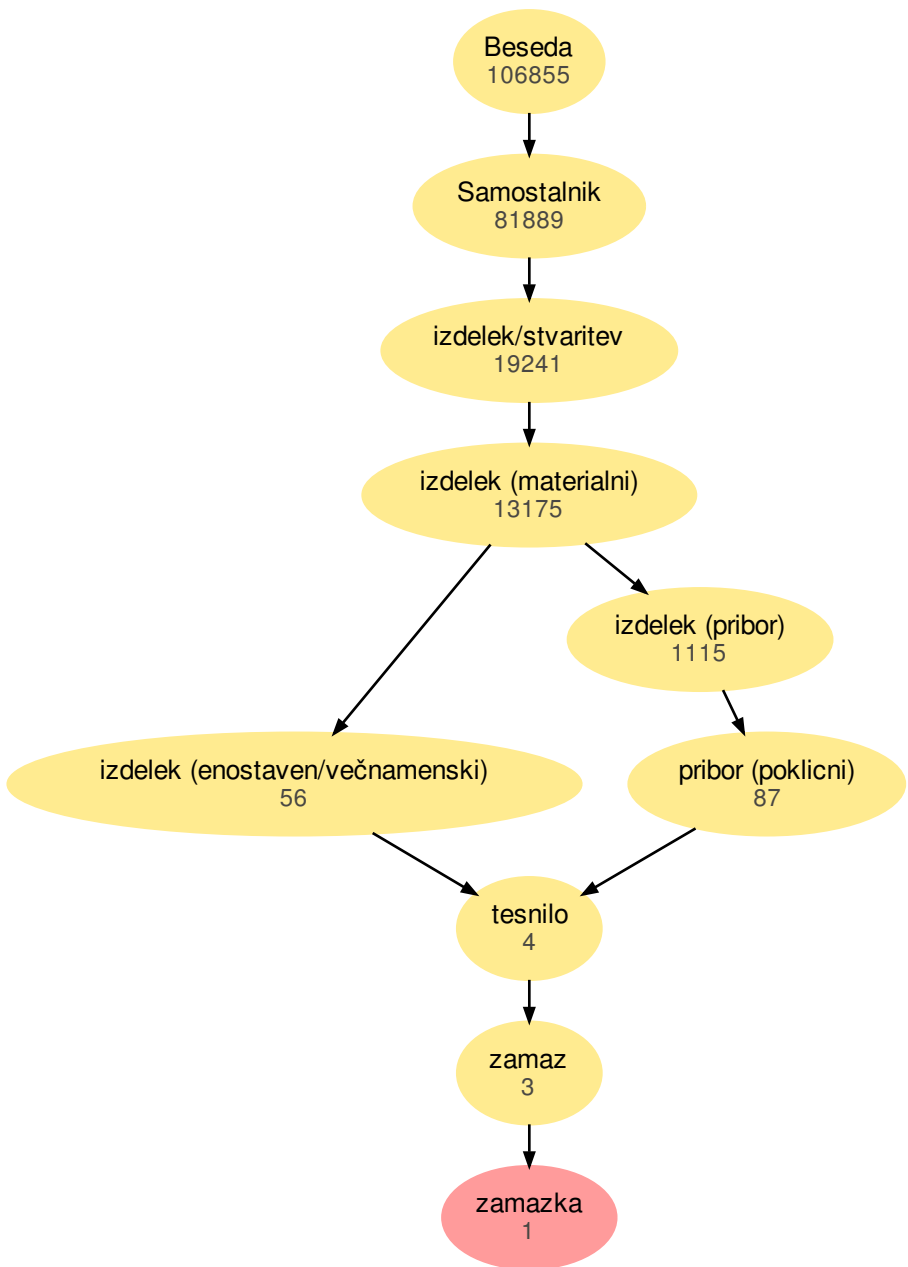 Beseda
106855
Samostalnik
81889
izdelek/stvaritev
19241
izdelek (materialni)
13175
izdelek (pribor)
1115
izdelek (enostaven/večnamenski)
56
pribor (poklicni)
87
tesnilo
4
zamaz
3
zamazka
1